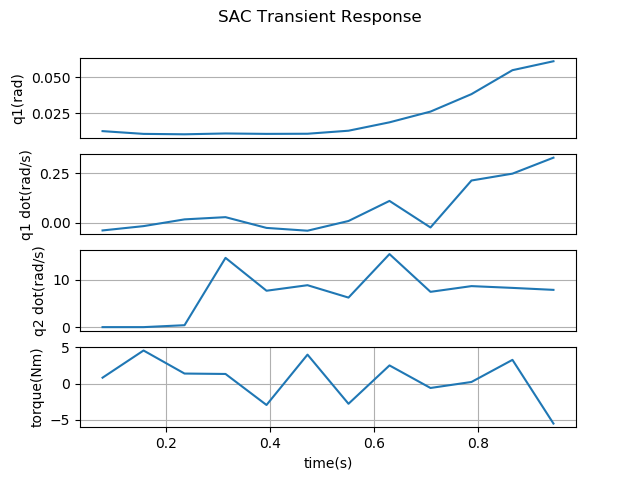 SAC Transient Response
q1(rad)
0.050
0.025
q1 dot(rad/s)
0.25
0.00
q2 dot(rad/s)
10
0
torque(Nm)
5
0
−5
0.2 0.4 0.6 0.8
time(s)